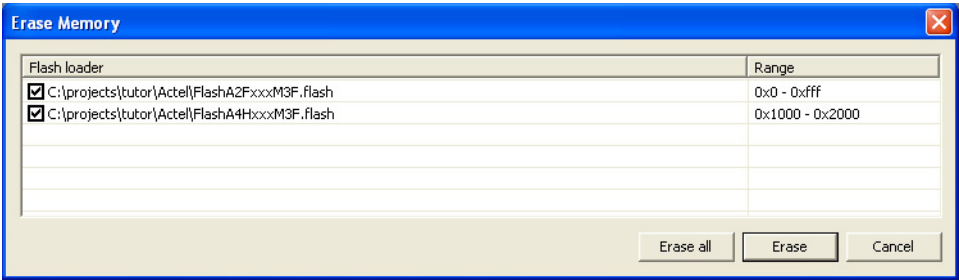 Erase Memory
Flash loader Range
C:\projects\tutor\Actel\FlashA2FxxxM3F.flash 0x0 - 0xfff
C:\projects\tutor\Actel\FlashA4HxxxM3F.flash 0x1000 - 0x2000
Erase all Erase Cancel